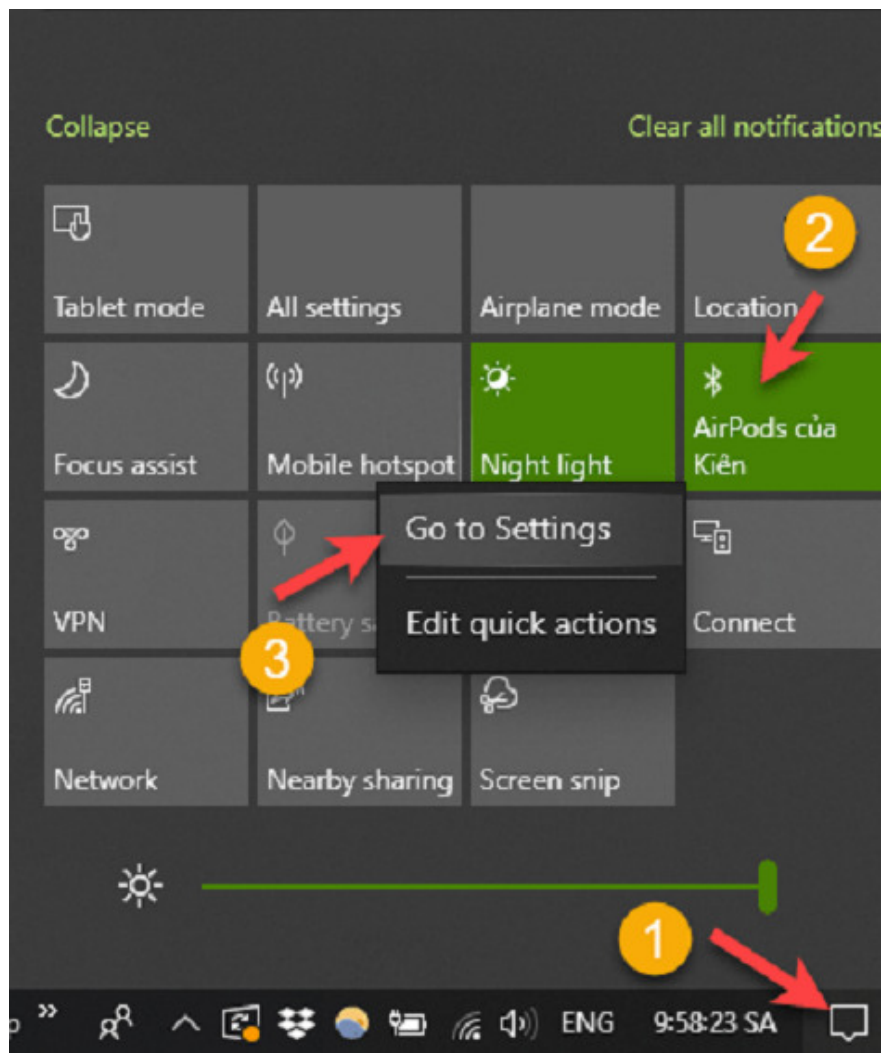 Collapse Clear all notifications
2
Tablet mode All settings Airplane mode Location
AirPods của
Focus assist Mobile hotspot Night light Kiên
Go to Settings
VPN Battery s Edit quick actions Connect
3
Network Nearby sharing Screen snip
1
ENG 9:58:23 SA